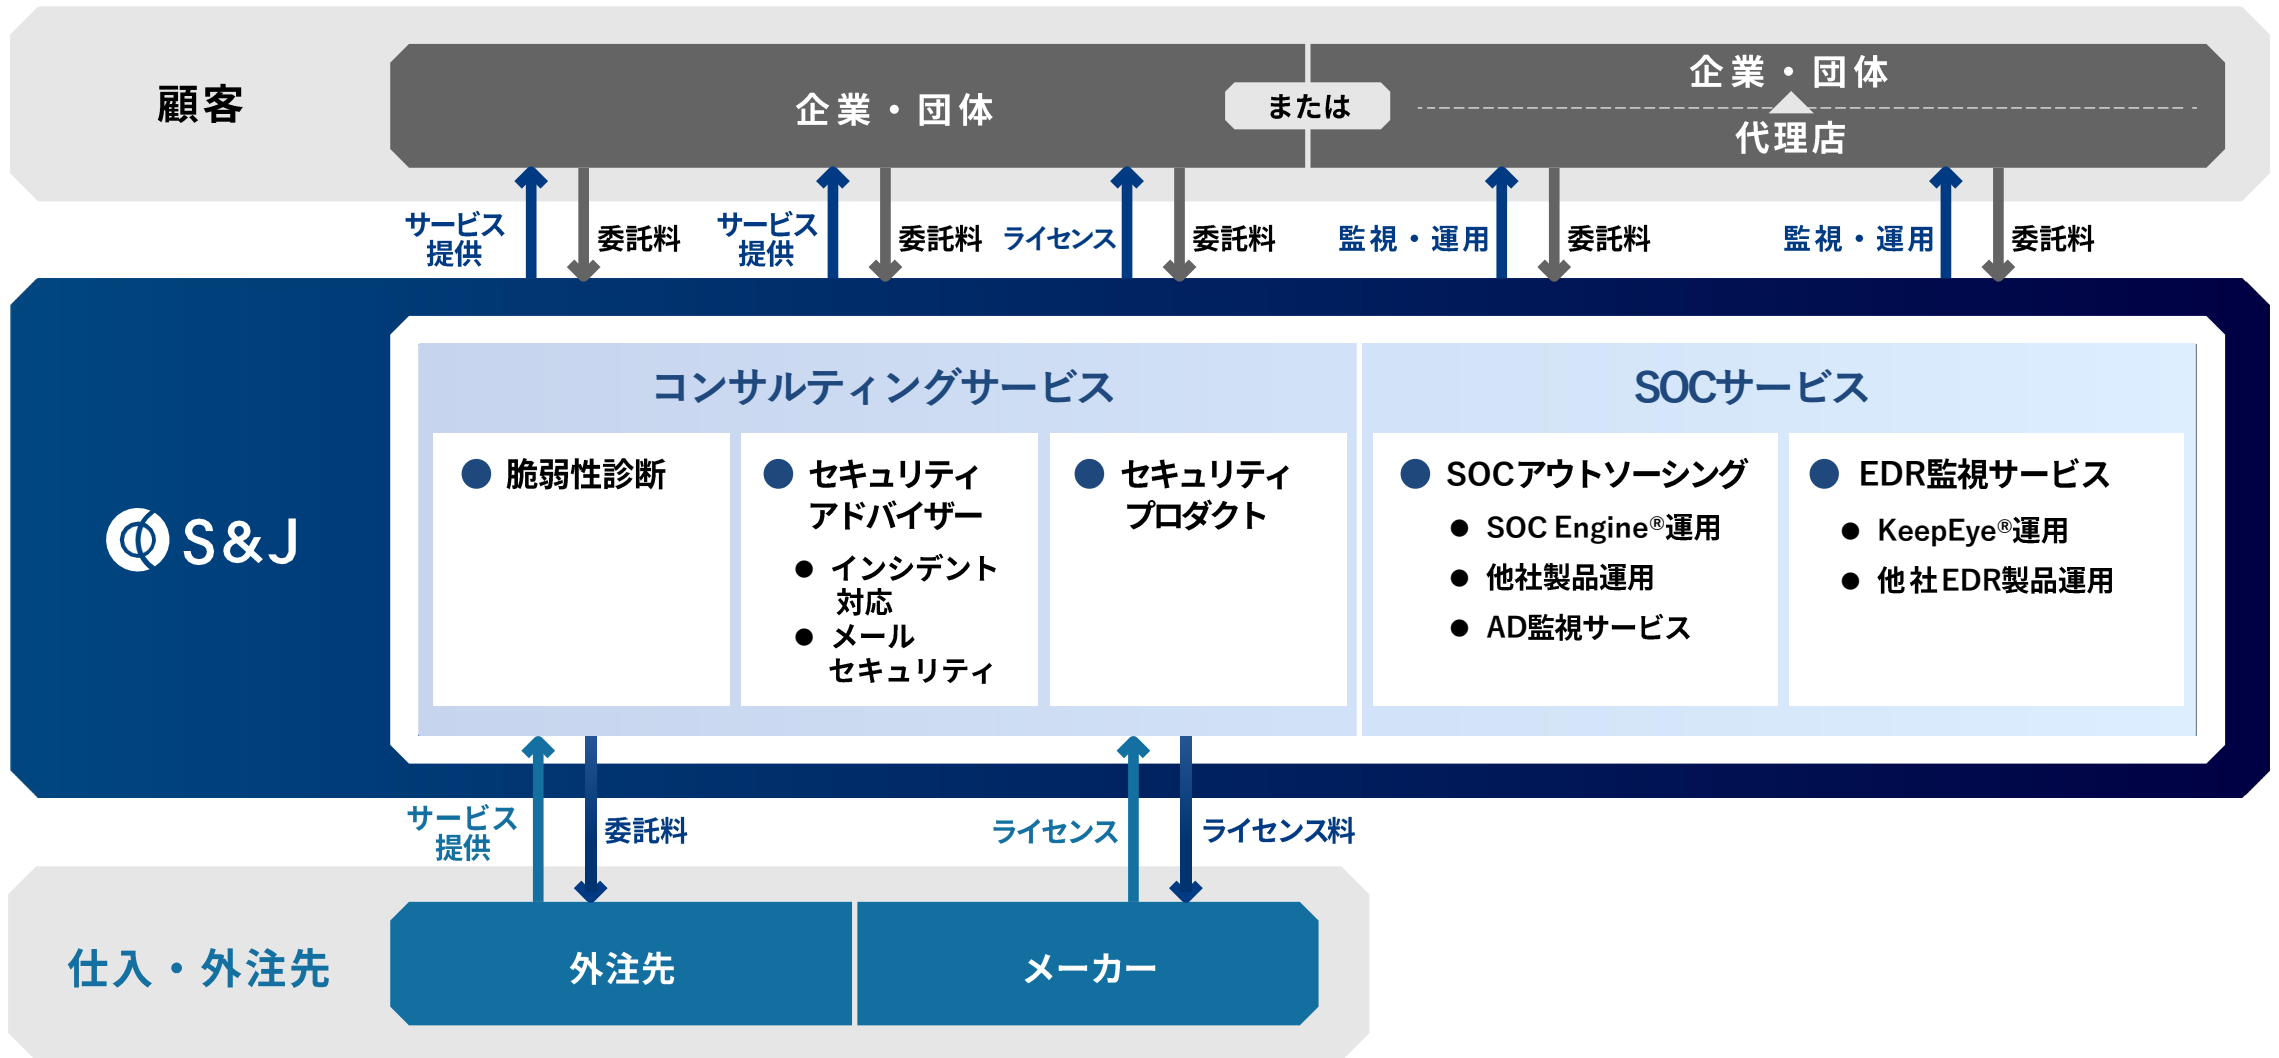 顧客
企業・団体
または
企業・団体
代理店
サービス
提供
委託料
サービス
提供
委託料
ライセンス
委託料
監視・運用
委託料
監視・運用
委託料
S&J
コンサルティングサービス
脆弱性診断
セキュリティ
アドバイザー
インシデント
対応
メール
セキュリティ
セキュリティ
プロダクト
SOCサービス
SOCアウトソーシング
SOC Engine®運用
他社製品運用
AD監視サービス
EDR監視サービス
KeepEye®運用
他社EDR製品運用
サービス
提供
委託料
ライセンス
ライセンス料
仕入・外注先
外注先
メーカー